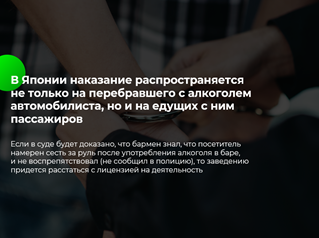 В Японии наказание распространяется
не только на перебравшего с алкоголем
автомобилиста, но и на едущих с ним
пассажиров
Если в суде будет доказано, что бармен знал, что посетитель
намерен сесть за руль после употребления алкоголя в баре,
и не воспрепятствовал (не сообщил в полицию), то заведению
придется расстаться с лицензией на деятельность